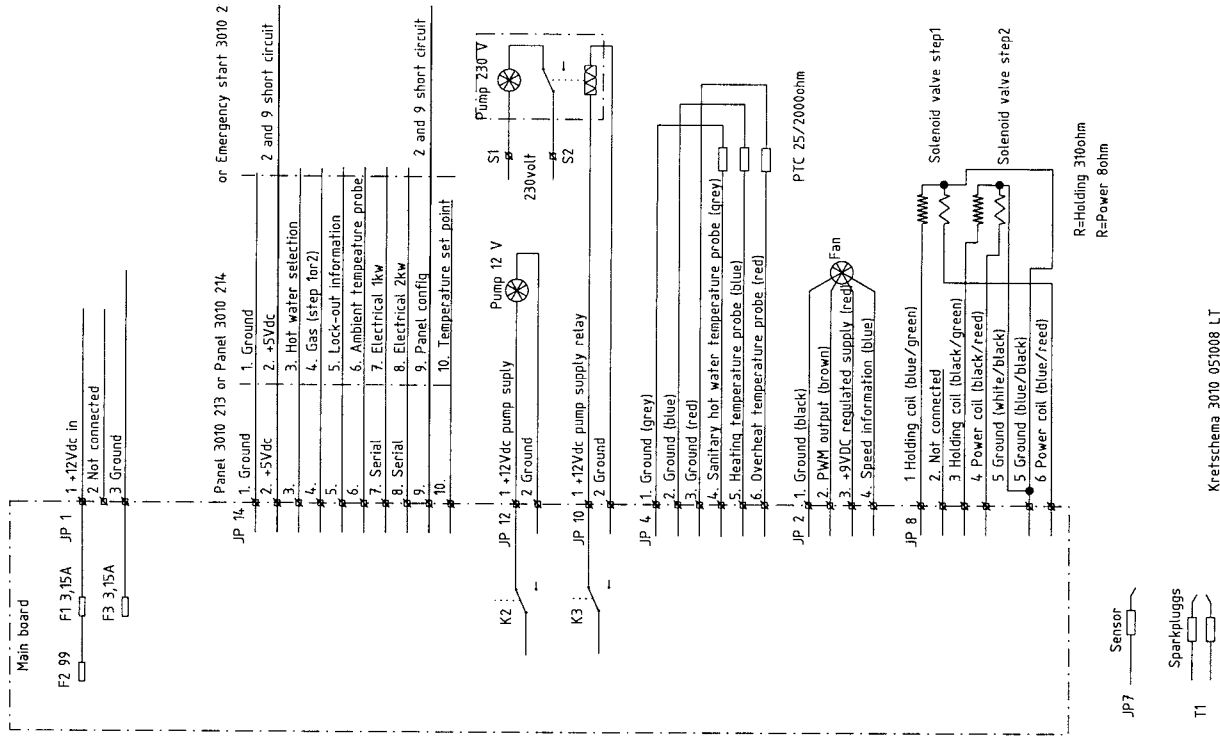 Main board
F2 99
F1 3,15A
F3 3,15A
JP 1
1 +12Vdc in
2 Not connected
3 Ground
Panel 3010 213 or Panel 3010 214
or Emergency start 3010 2
JP 14
1. Ground
2. +5Vdc
3.
4.
5.
6.
7. Serial
8. Serial
9.
10.
1. Ground
2. +5Vdc
3. Hot water selection
4. Gas (step 1or2)
5. Lock-out information
6. Ambient tempeature probe
7. Electrical 1kw
8. Electrical 2kw
9. Panel config
10. Temperature set point
2 and 9 short circuit
2 and 9 short circuit
K2
JP 12
1 +12Vdc pump suply
2 Ground
Pump 12 V
K3
JP 10
1 +12Vdc pump supply relay
2 Ground
Pump 230 V
S1
230volt
S2
JP 4
1. Ground (grey)
2. Ground (blue)
3. Ground (red)
4. Sanitary hot water temperature probe (grey)
5. Heating temperature probe (blue)
6. Overheat temperature probe (red)
PTC 25/2000ohm
JP 2
1. Ground (black)
2. PWM output (brown)
3. +9VDC regulated supply (red)
4. Speed information (blue)
Fan
JP 8
1 Holding coil (blue/green)
2. Not connected
3 Holding coil (black/green)
4 Power coil (black/reed)
5 Ground (white/black)
5 Ground (blue/black)
6 Power coil (blue/reed)
Solenoid valve step1
Solenoid valve step2
R=Holding 310ohm
R=Power 8ohm
JP7
Sensor
T1
Sparkpluggs
Kretschema 3010 051008 LT